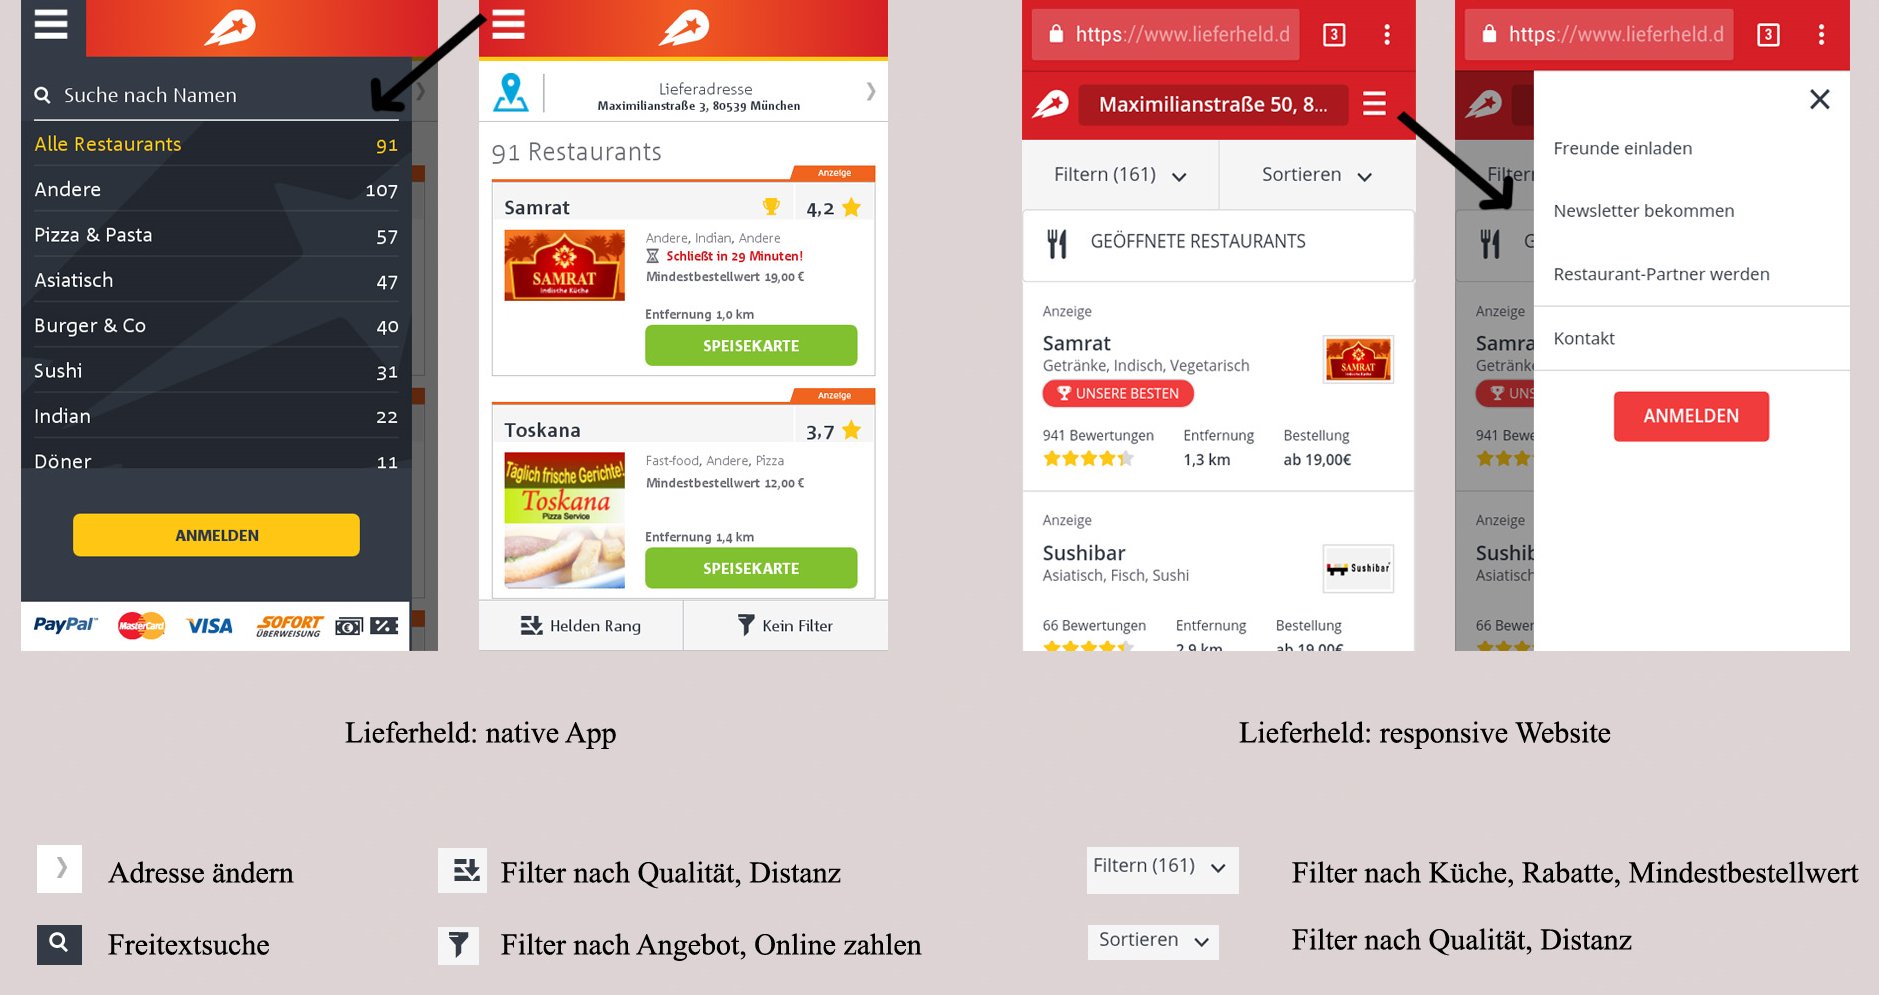 Suche nach Namen
Alle Restaurants 91
Andere 107
Pizza & Pasta 57
Asiatisch 47
Burger & Co 40
Sushi 31
Indian 22
Döner 11
ANMELDEN
PayPal MasterCard VISA SOFORT ÜBERWEISUNG
Lieferadresse
Maximilianstraße 3, 80539 München
91 Restaurants
Anzeige
Samrat 4,2
SAMRAT
Indische Küche
Andere, Indian, Andere
Schließt in 29 Minuten!
Mindestbestellwert 19,00 €
Entfernung 1,0 km
SPEISEKARTE
Anzeige
Toskana 3,7
Täglich frische Gerichte!
Toskana
Pizza Service
Fast-food, Andere, Pizza
Mindestbestellwert 12,00 €
Entfernung 1,4 km
SPEISEKARTE
Helden Rang Kein Filter
https://www.lieferheld.d 3
Maximilianstraße 50, 8...
Filtern (161) Sortieren
GEÖFFNETE RESTAURANTS
Anzeige
Samrat
Getränke, Indisch, Vegetarisch
UNSERE BESTEN
SAMRAT
941 Bewertungen Entfernung Bestellung
1,3 km ab 19,00€
Anzeige
Sushibar
Asiatisch, Fisch, Sushi
Sushibar
66 Bewertungen Entfernung Bestellung
2,9 km ab 19,00€
https://www.lieferheld.d 3
Filter
G
Anzeige
Samra
Getränke
UNS
941 Bewe
Anzeige
Sushib
Asiatisch
66 Bewer
Freunde einladen
Newsletter bekommen
Restaurant-Partner werden
Kontakt
ANMELDEN
Lieferheld: native App
Lieferheld: responsive Website
Adresse ändern
Freitextsuche
Filter nach Qualität, Distanz
Filter nach Angebot, Online zahlen
Filtern (161) Filter nach Küche, Rabatte, Mindestbestellwert
Sortieren Filter nach Qualität, Distanz